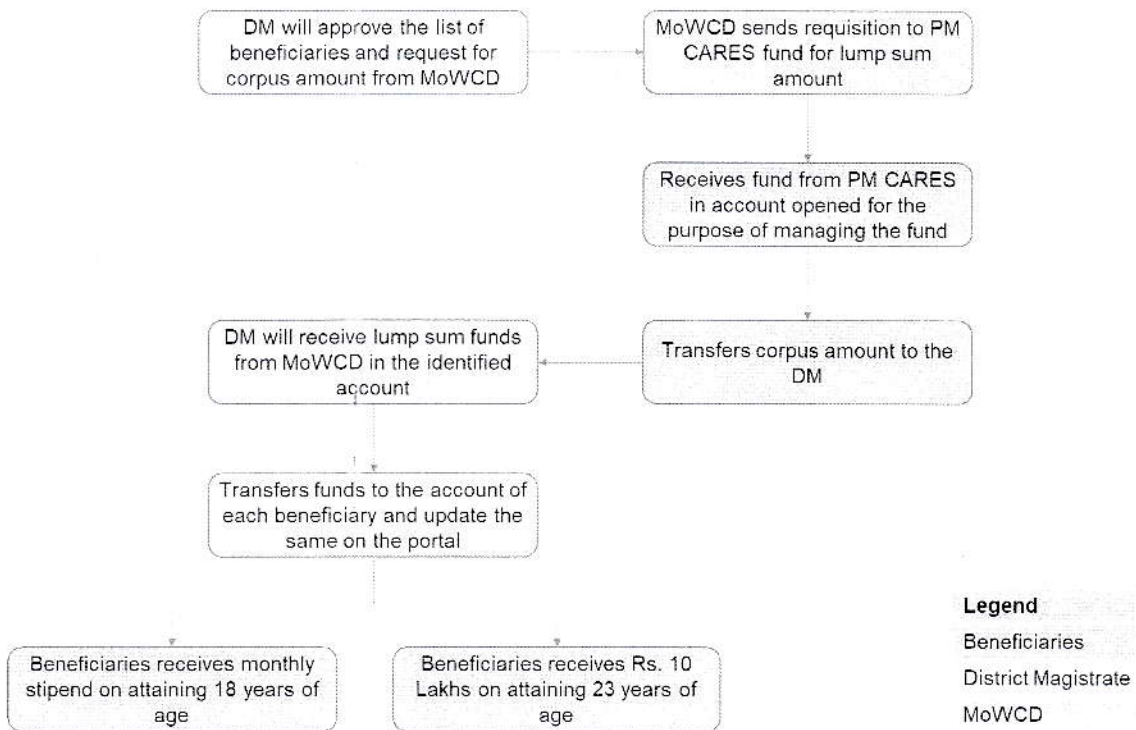 DM will approve the list of
beneficiaries and request for
corpus amount from MoWCD
MoWCD sends requisition to PM
CARES fund for lump sum
amount
Receives fund from PM CARES
in account opened for the
purpose of managing the fund
DM will receive lump sum funds
from MoWCD in the identified
account
Transfers corpus amount to the
DM
Transfers funds to the account of
each beneficiary and update the
same on the portal
Beneficiaries receives monthly
stipend on attaining 18 years of
age
Beneficiaries receives Rs. 10
Lakhs on attaining 23 years of
age
Legend
Beneficiaries
District Magistrate
MoWCD